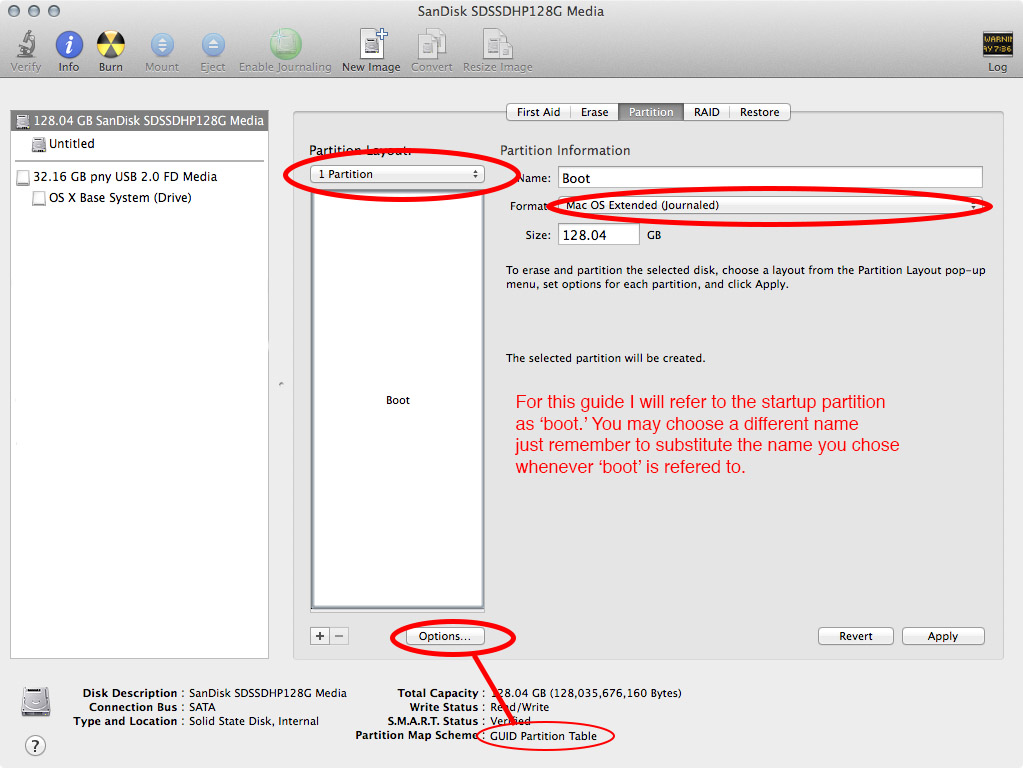 SanDisk SDSSDHP128G Media
Verify Info Burn Mount Eject Enable Journaling New Image Convert Resize Image Log
WARNIN
AY 7:36
128.04 GB SanDisk SDSSDHP128G Media
Untitled
32.16 GB pny USB 2.0 FD Media
OS X Base System (Drive)
First Aid Erase Partition RAID Restore
Partition Layout:
1 Partition
Boot
+ −
Options...
Partition Information
Name: Boot
Format: Mac OS Extended (Journaled)
Size: 128.04 GB
To erase and partition the selected disk, choose a layout from the Partition Layout pop-up
menu, set options for each partition, and click Apply.
The selected partition will be created.
For this guide I will refer to the startup partition
as ‘boot.’ You may choose a different name
just remember to substitute the name you chose
whenever ‘boot’ is refered to.
Revert Apply
Disk Description : SanDisk SDSSDHP128G Media
Connection Bus : SATA
Type and Location : Solid State Disk, Internal
Total Capacity : 128.04 GB (128,035,676,160 Bytes)
Write Status : Read/Write
S.M.A.R.T. Status : Verified
Partition Map Scheme : GUID Partition Table
?